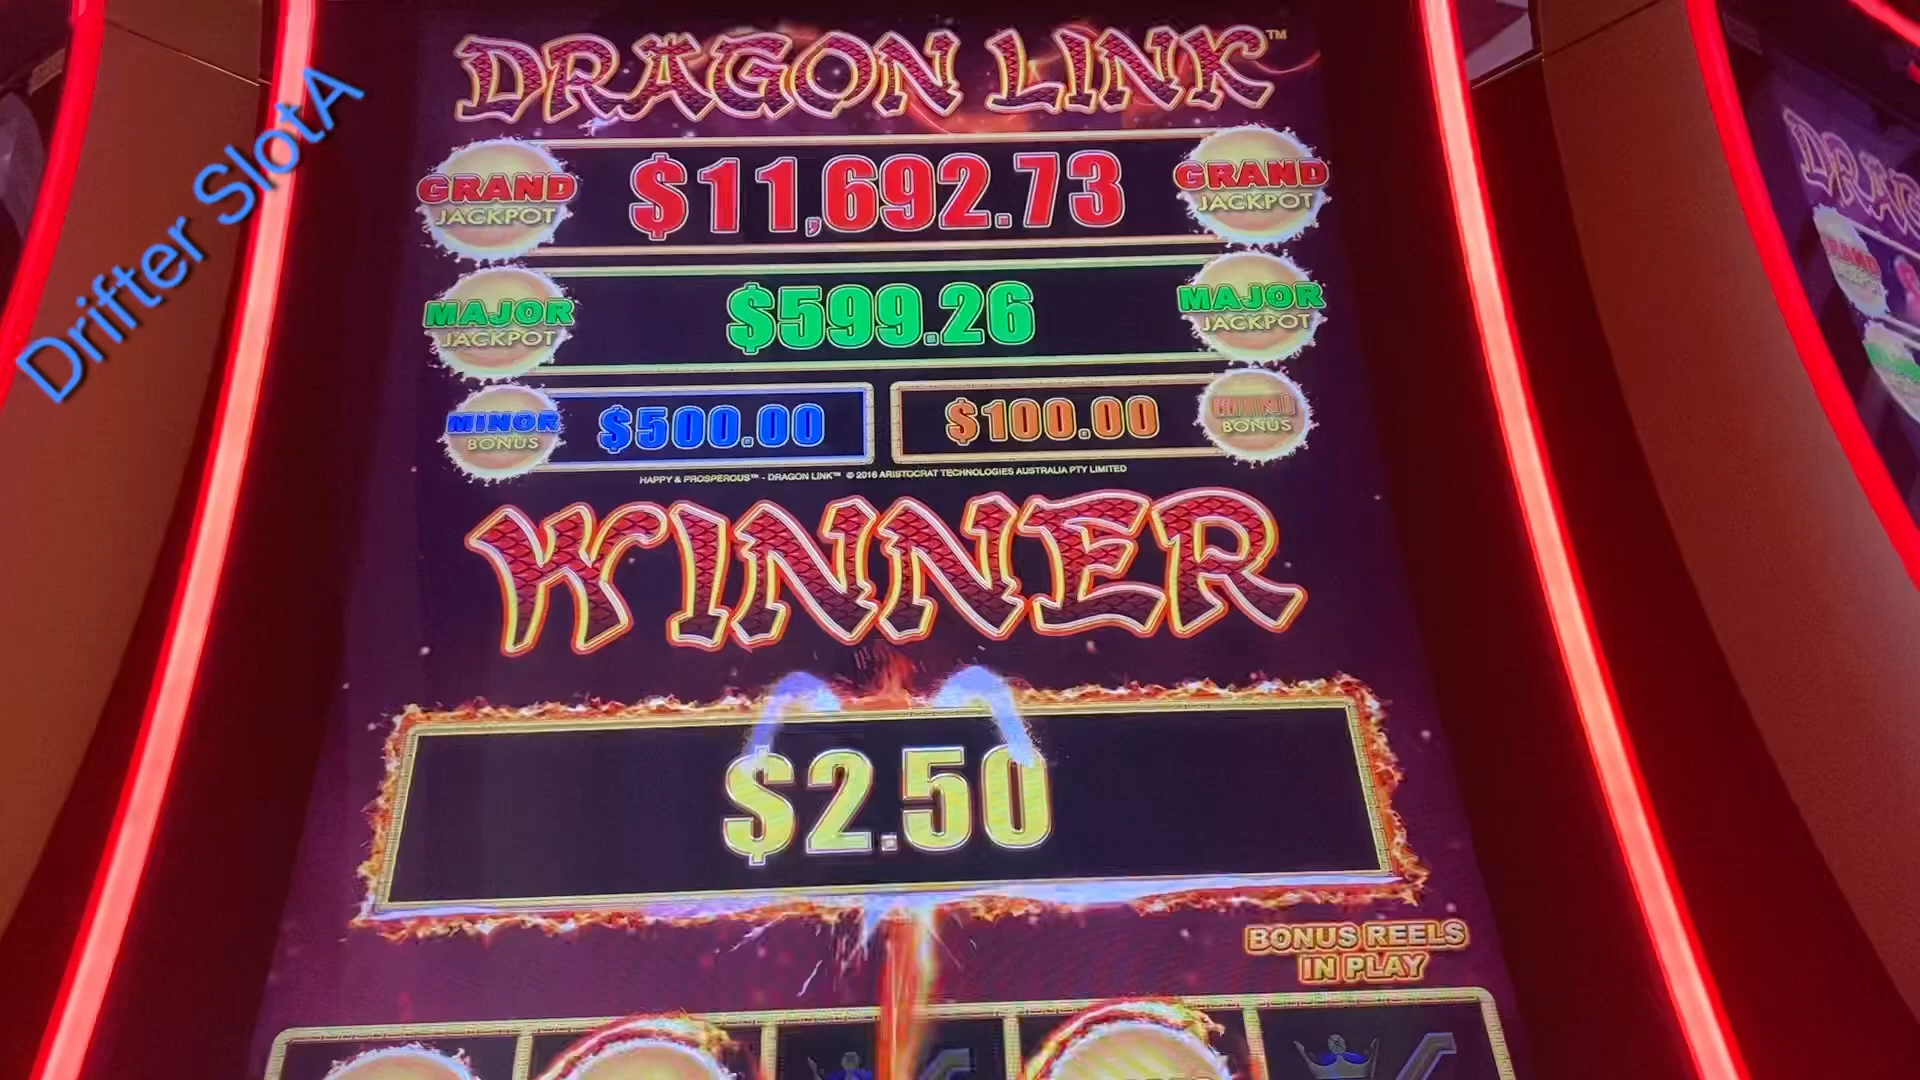 Drifter SlotA
DRAGON LINK™
GRAND
JACKPOT
$11,692.73
GRAND
JACKPOT
MAJOR
JACKPOT
$599.26
MAJOR
JACKPOT
MINOR
BONUS
$500.00
$100.00
BONUS
HAPPY & PROSPEROUS™ - DRAGON LINK™ © 2016 ARISTOCRAT TECHNOLOGIES AUSTRALIA PTY LIMITED
WINNER
$2.50
BONUS REELS
IN PLAY